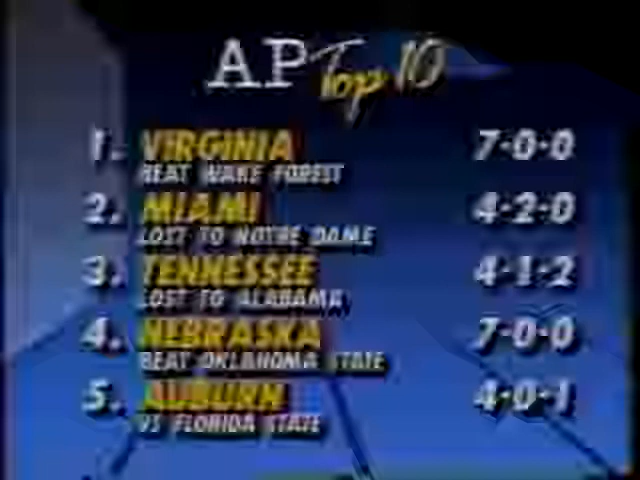 AP Top 10
1. VIRGINIA 7-0-0
BEAT WAKE FOREST
2. MIAMI 4-2-0
LOST TO NOTRE DAME
3. TENNESSEE 4-1-2
LOST TO ALABAMA
4. NEBRASKA 7-0-0
BEAT OKLAHOMA STATE
5. AUBURN 4-0-1
VS FLORIDA STATE